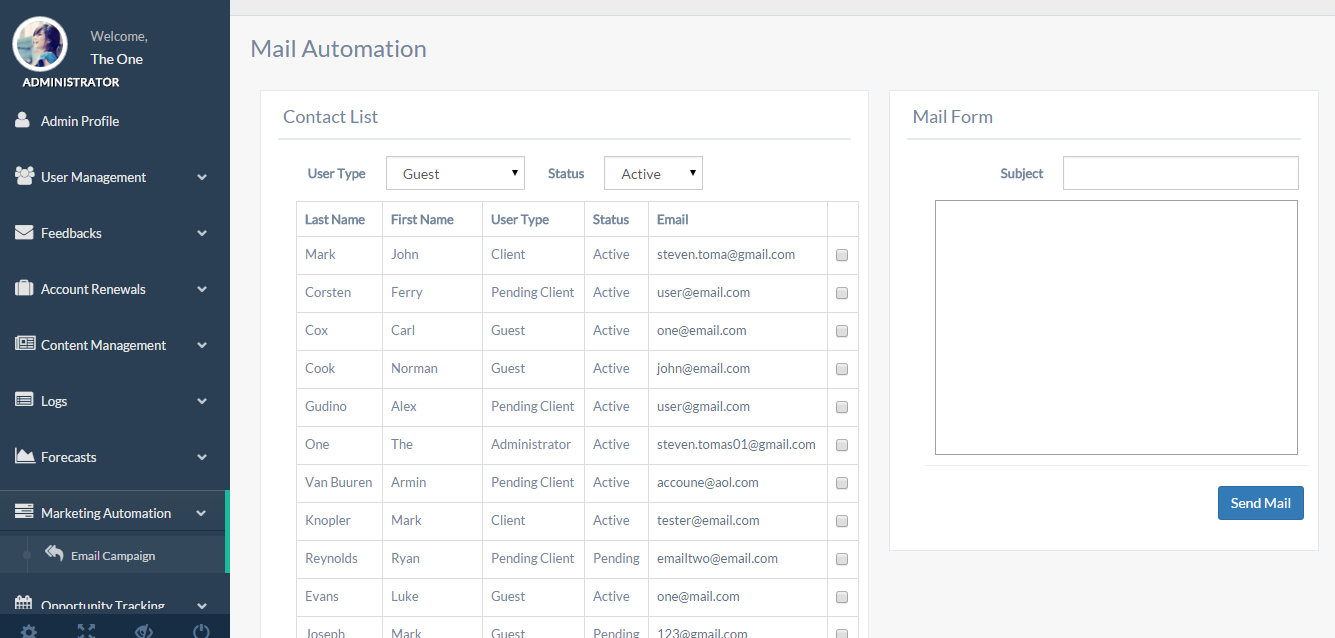 Welcome,
The One
ADMINISTRATOR
Admin Profile
User Management
Feedbacks
Account Renewals
Content Management
Logs
Forecasts
Marketing Automation
Email Campaign
Opportunity Tracking
Mail Automation
Contact List
User Type Guest Status Active
Last Name First Name User Type Status Email
Mark John Client Active steven.toma@gmail.com
Corsten Ferry Pending Client Active user@email.com
Cox Carl Guest Active one@email.com
Cook Norman Guest Active john@email.com
Gudino Alex Pending Client Active user@gmail.com
One The Administrator Active steven.tomas01@gmail.com
Van Buuren Armin Pending Client Active accoune@aol.com
Knopler Mark Client Active tester@email.com
Reynolds Ryan Pending Client Pending emailtwo@email.com
Evans Luke Guest Active one@mail.com
Joseph Mark Guest Pending 123@gmail.com
Mail Form
Subject
Send Mail